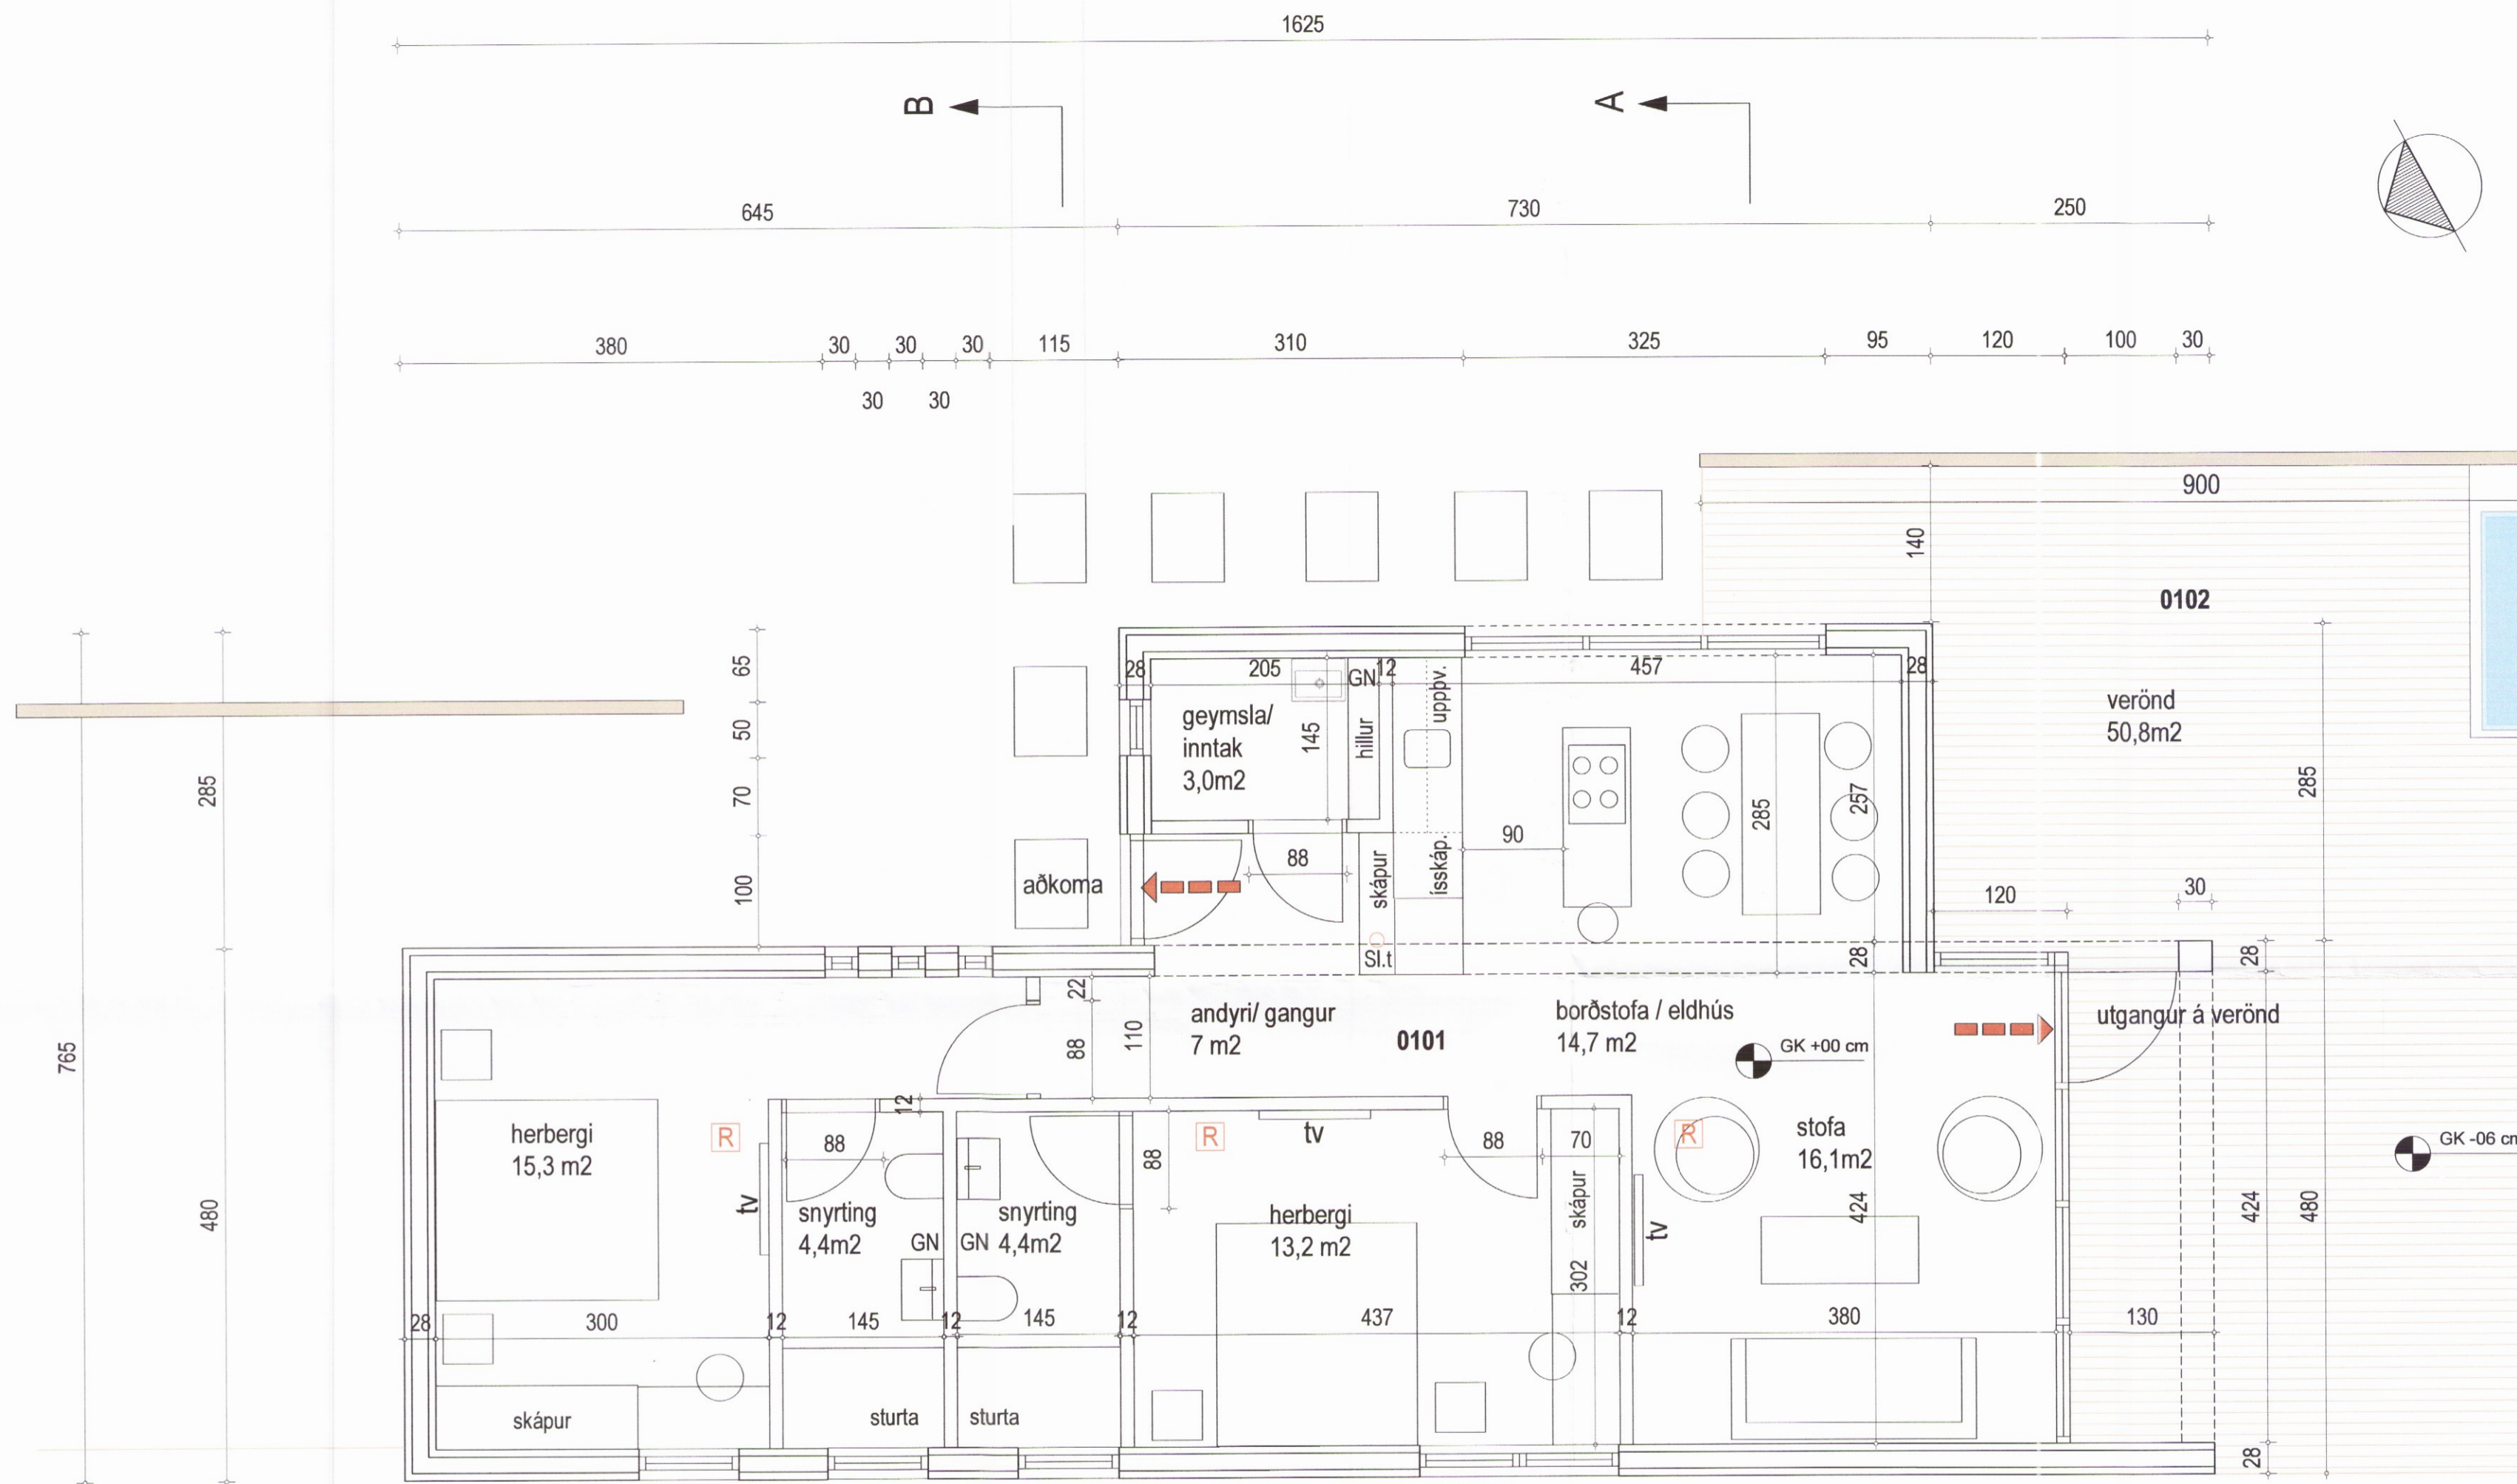 1625
B
A
645
730
250
380
30
30
30
115
310
325
95
120
100
30
30
30
900
140
0102
65
28
205
GN
12
uppþv.
457
28
verönd
50,8m2
geymsla/
inntak
3,0m2
145
hillur
50
285
70
285
257
285
90
88
skápur
ísskáp.
aðkoma
100
120
30
Sl.t
28
28
22
andyri/ gangur
7 m2
0101
borðstofa / eldhús
14,7 m2
utgangur á verönd
88
110
GK +00 cm
765
12
herbergi
15,3 m2
R
88
R
tv
88
70
R
stofa
16,1m2
GK -06 cm
88
tv
snyrting
4,4m2
GN
GN
snyrting
4,4m2
herbergi
13,2 m2
skápur
tv
424
424
480
480
302
28
300
12
145
12
145
12
437
12
380
130
skápur
sturta
sturta
28